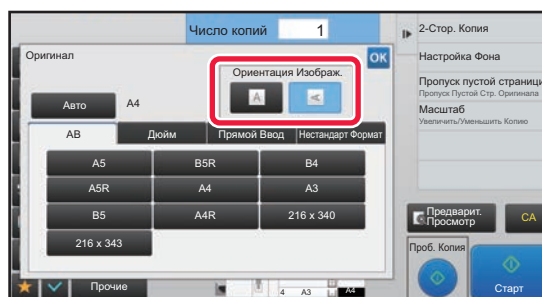 Число копий 1
2-Стор. Копия
Оригинал
OK
Настройка Фона
Ориентация Изображ.
A A
Пропуск пустой страници
Пропуск Пустой Стр. Оригинала
Авто A4
Масштаб
Увеличить/Уменьшить Копию
AB Дюйм Прямой Ввод Нестандарт Формат
A5 B5R B4
A5R A4 A3
B5 A4R 216 x 340
216 x 343
Предварит.
Просмотр
CA
Проб. Копия
Прочие
4 A3 A4
Старт